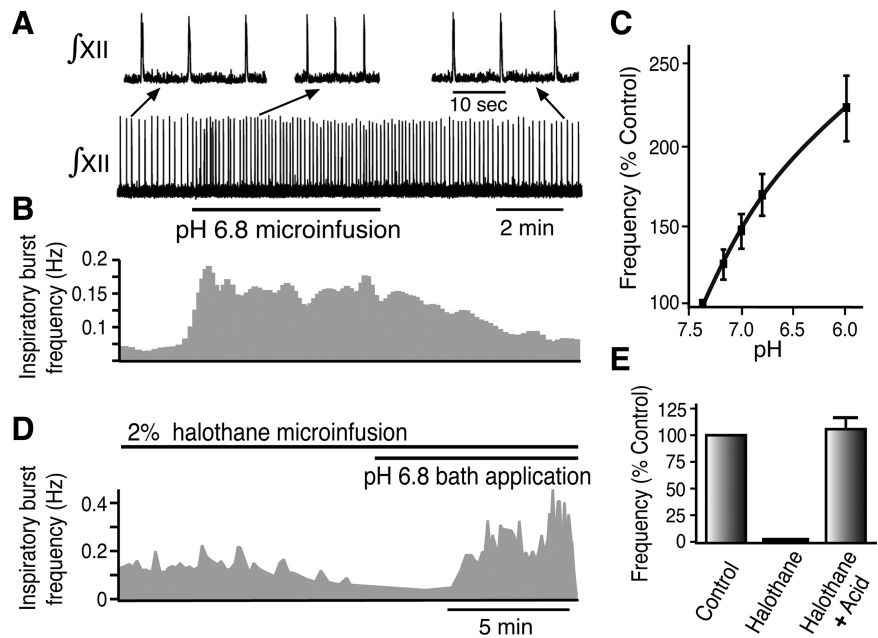 A
∫XII
10 sec
∫XII
pH 6.8 microinfusion
2 min
B
Inspiratory burst
frequency (Hz)
0.2
0.15
0.1
C
Frequency (% Control)
250
200
150
100
7.5 7.0 6.5 6.0
pH
D
2% halothane microinfusion
pH 6.8 bath application
Inspiratory burst
frequency (Hz)
0.4
0.2
0
5 min
E
Frequency (% Control)
125
100
75
50
25
0
Control
Halothane
Halothane
+ Acid